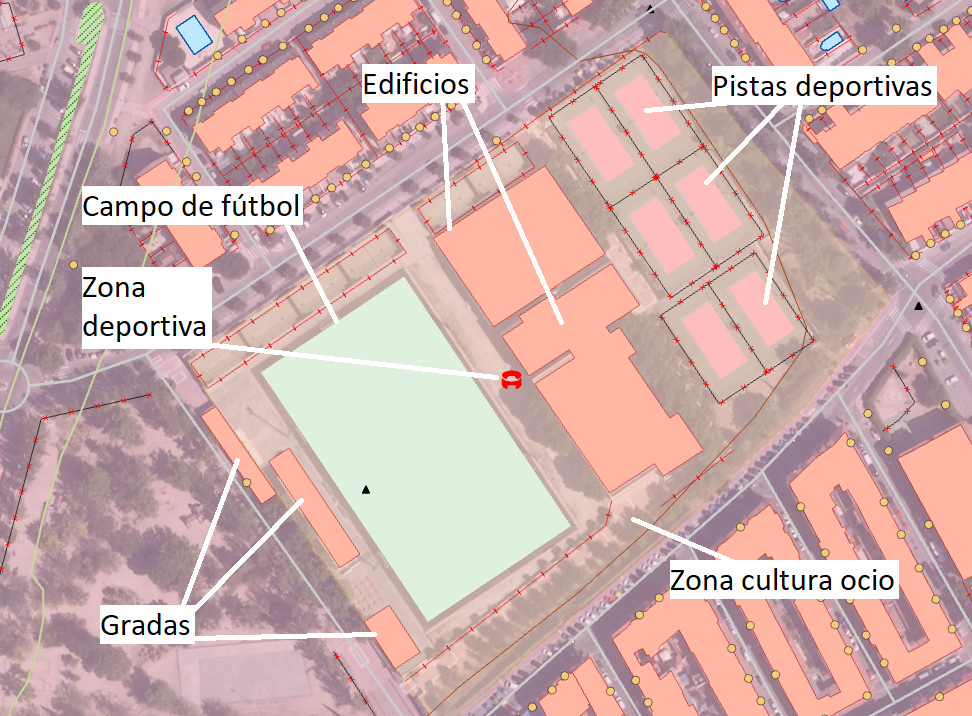 Edificios
Pistas deportivas
Campo de fútbol
Zona
deportiva
Zona cultura ocio
Gradas